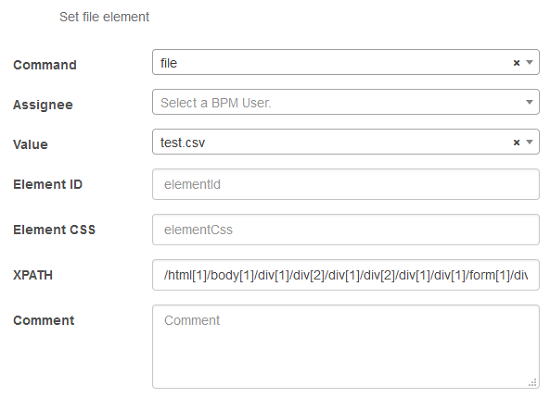 Set file element
Command file ×
Assignee Select a BPM User.
Value test.csv ×
Element ID elementId
Element CSS elementCss
XPATH /html[1]/body[1]/div[1]/div[2]/div[1]/div[2]/div[1]/div[1]/form[1]/div
Comment Comment